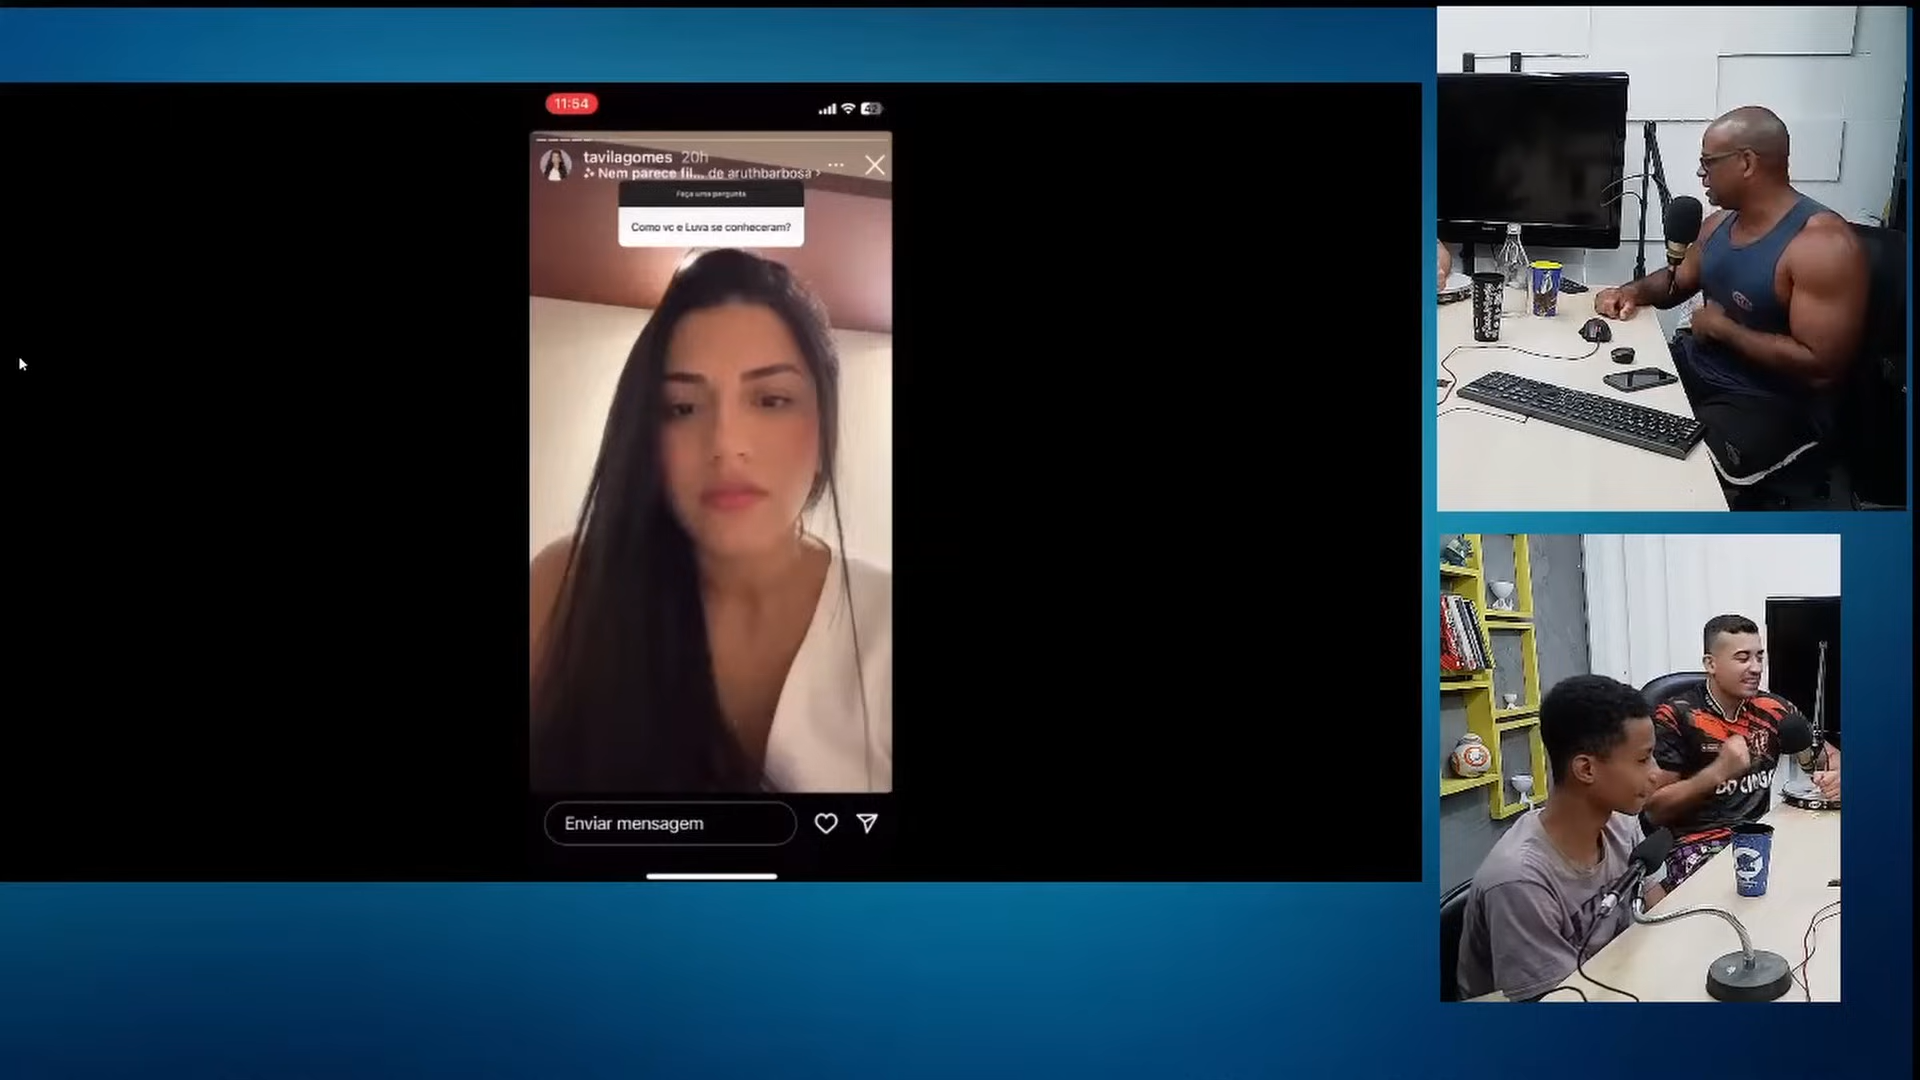 11:54
42
tavilagomes 20h
Nem parece fil... de aruthbarbosa ›
Faça uma pergunta
Como vc e Luva se conheceram?
Enviar mensagem